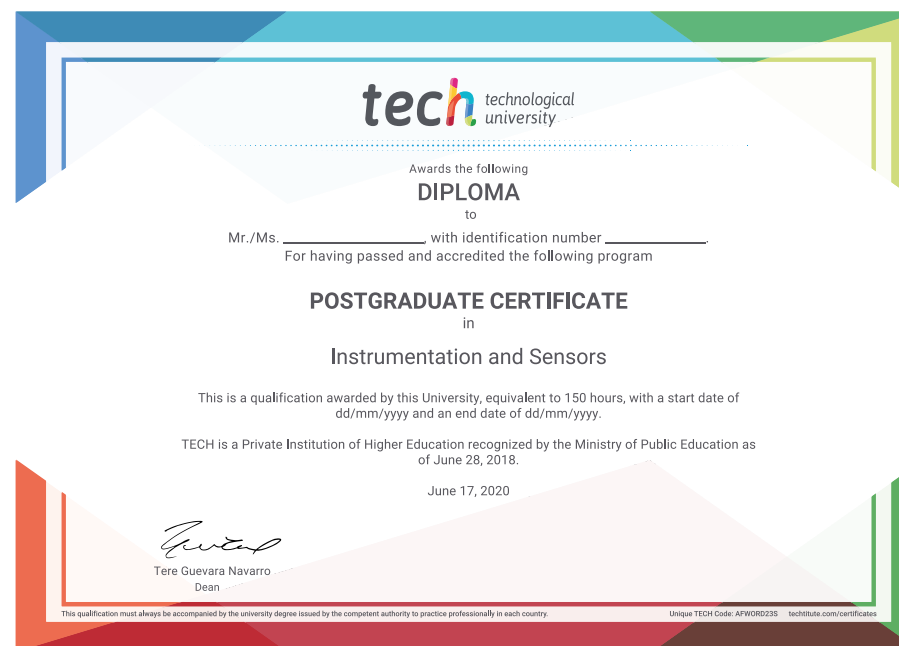 tech technological
university
Awards the following
DIPLOMA
to
Mr./Ms. ____________________, with identification number ______________.
For having passed and accredited the following program
POSTGRADUATE CERTIFICATE
in
Instrumentation and Sensors
This is a qualification awarded by this University, equivalent to 150 hours, with a start date of
dd/mm/yyyy and an end date of dd/mm/yyyy.
TECH is a Private Institution of Higher Education recognized by the Ministry of Public Education as
of June 28, 2018.
June 17, 2020
Tere Guevara Navarro
Dean
This qualification must always be accompanied by the university degree issued by the competent authority to practice professionally in each country. Unique TECH Code: AFWORD23S techtitute.com/certificates